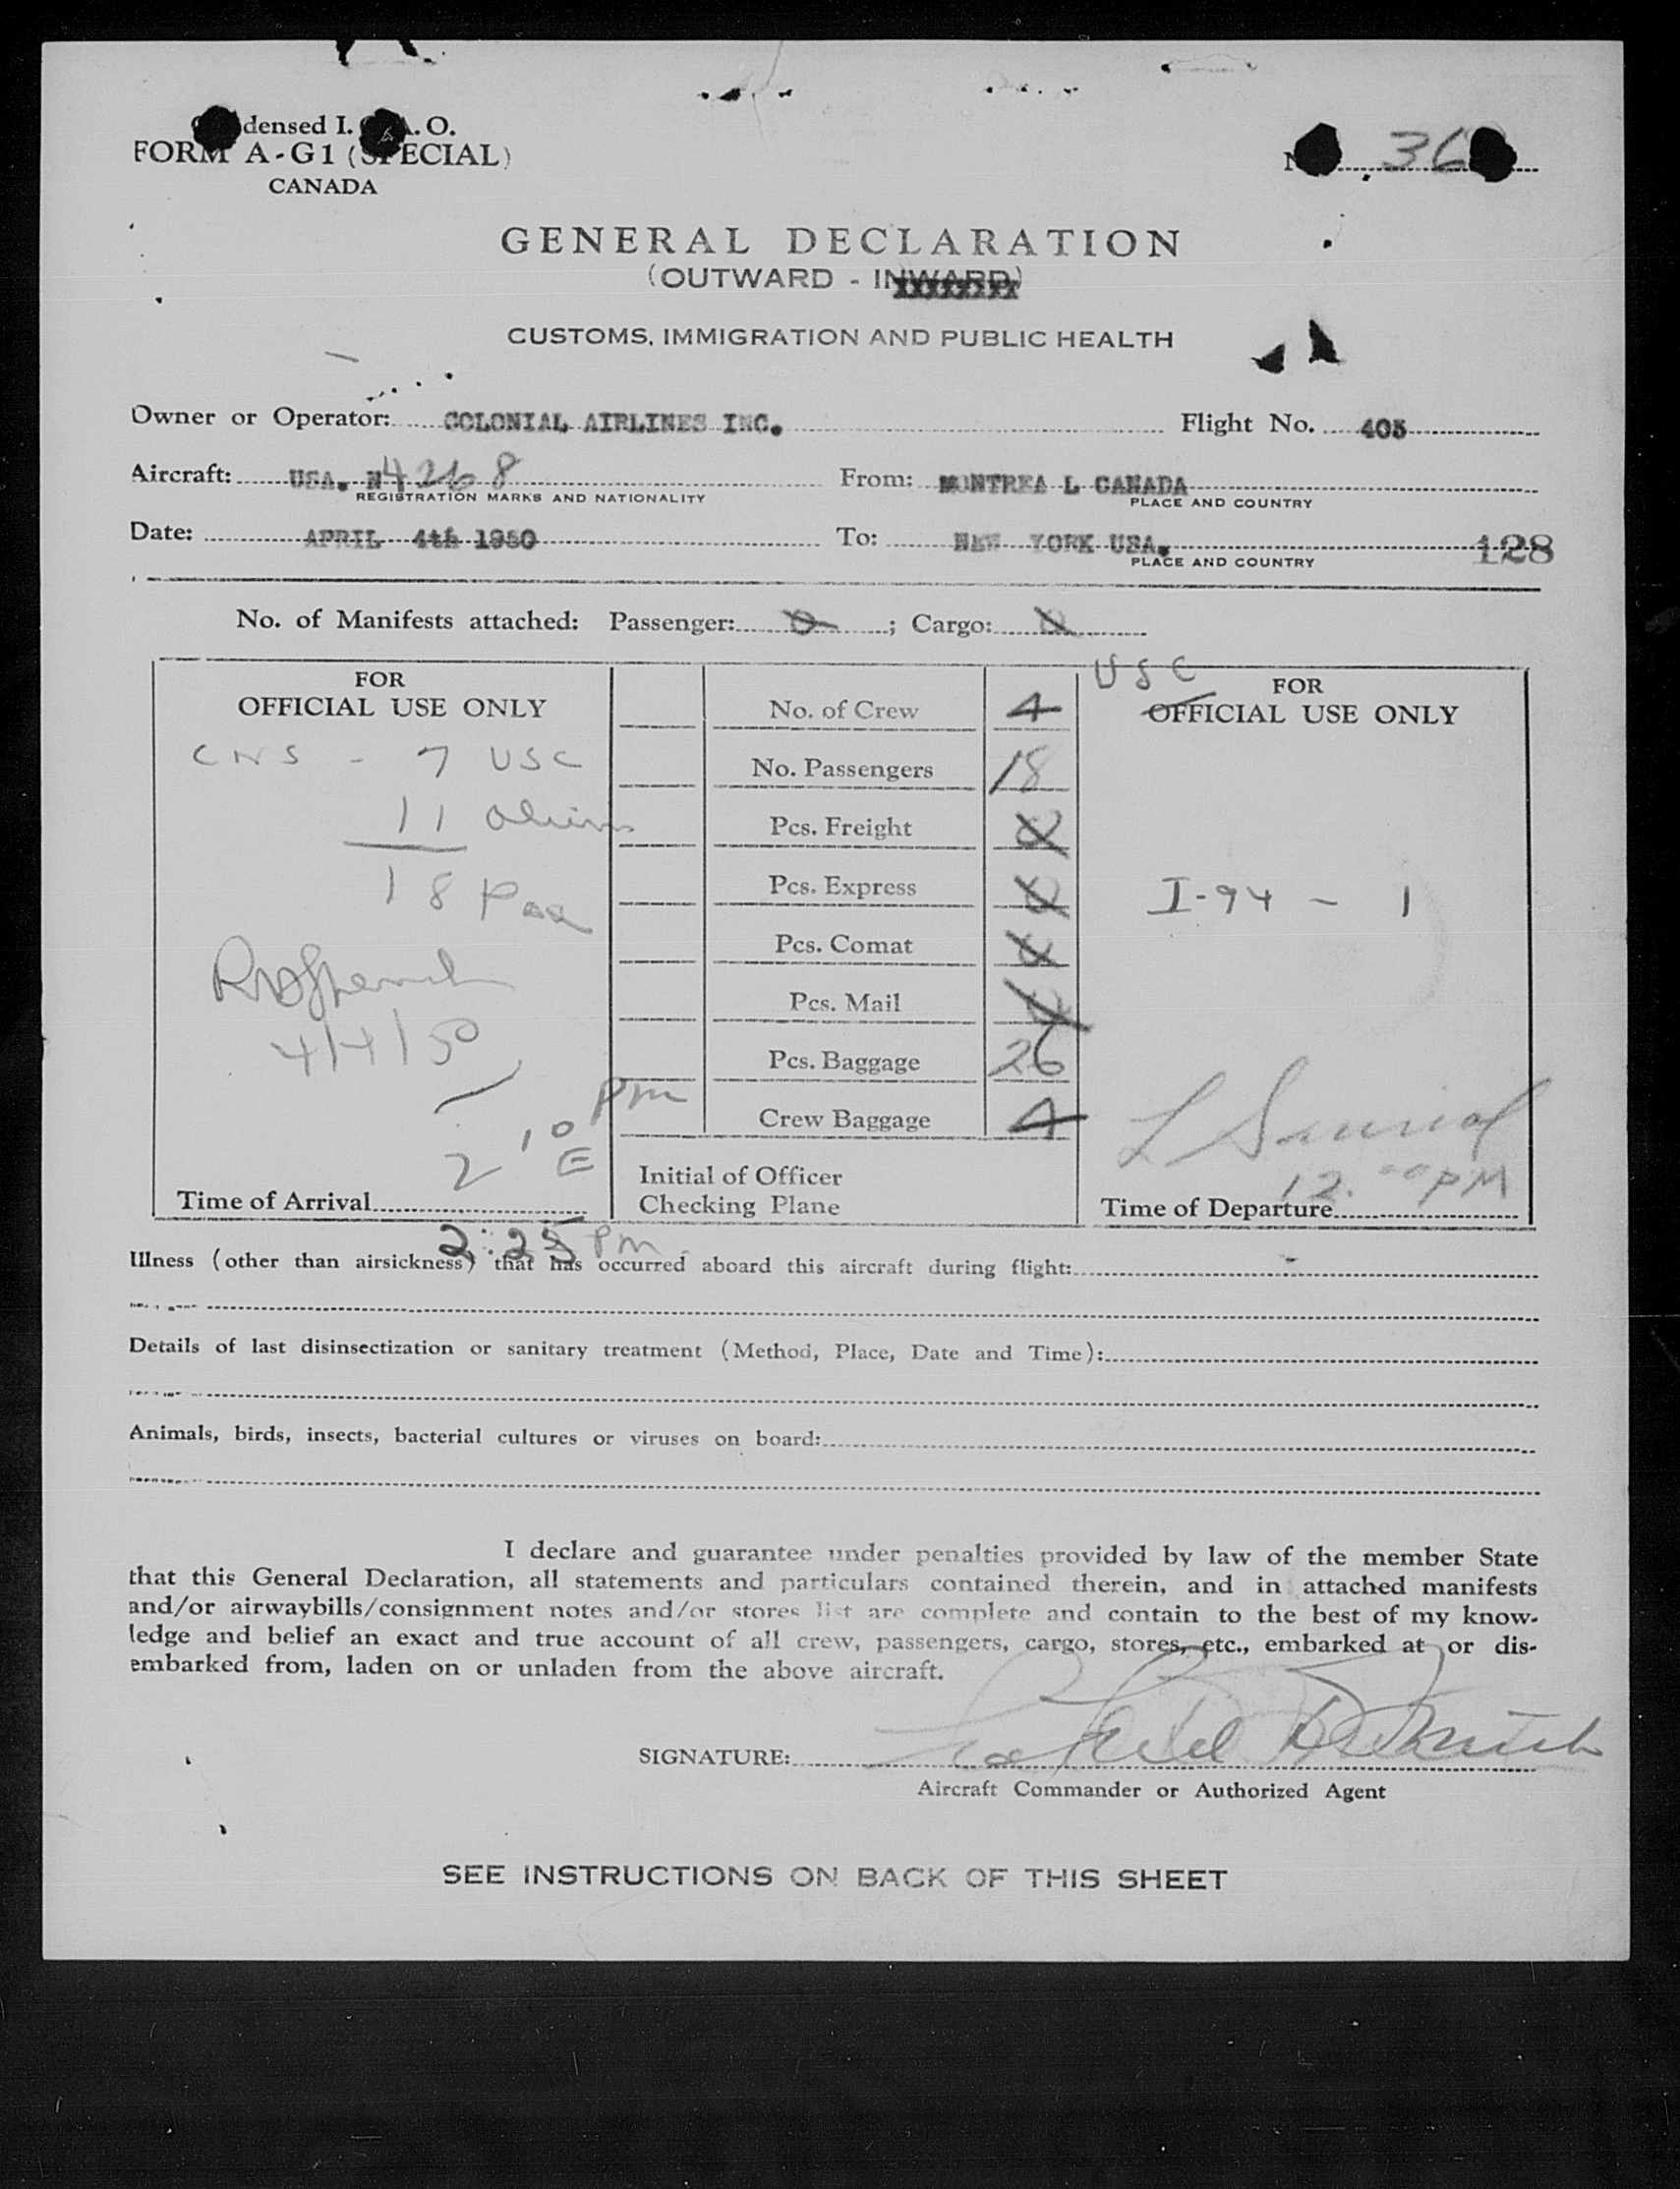 densed I. A. O.
FORM A-G1 (SPECIAL)
CANADA
36
GENERAL DECLARATION
(OUTWARD - INWARD)
CUSTOMS, IMMIGRATION AND PUBLIC HEALTH
Owner or Operator: COLONIAL AIRLINES INC. Flight No. 405
Aircraft: USA. N4268 From: MONTREA L CANADA
REGISTRATION MARKS AND NATIONALITY PLACE AND COUNTRY
Date: APRIL 4th 1950 To: NEW YORK USA. 128
PLACE AND COUNTRY
No. of Manifests attached: Passenger: 0 ; Cargo: 0
USC
FOR
OFFICIAL USE ONLY
CNS - 7 USC
11 aliens
18 Pax
4/4/50
2 10 PM
E
Time of Arrival
2:25 PM
No. of Crew 4
No. Passengers 18
Pcs. Freight 0
Pcs. Express 0
Pcs. Comat 0
Pcs. Mail 0
Pcs. Baggage 26
Crew Baggage 4
Initial of Officer
Checking Plane
FOR
OFFICIAL USE ONLY
I-94 - 1
12.00 PM
Time of Departure
Illness (other than airsickness) that has occurred aboard this aircraft during flight: -
Details of last disinsectization or sanitary treatment (Method, Place, Date and Time):
Animals, birds, insects, bacterial cultures or viruses on board:
I declare and guarantee under penalties provided by law of the member State
that this General Declaration, all statements and particulars contained therein, and in attached manifests
and/or airwaybills/consignment notes and/or stores list are complete and contain to the best of my know-
ledge and belief an exact and true account of all crew, passengers, cargo, stores, etc., embarked at or dis-
embarked from, laden on or unladen from the above aircraft.
SIGNATURE:
Aircraft Commander or Authorized Agent
SEE INSTRUCTIONS ON BACK OF THIS SHEET